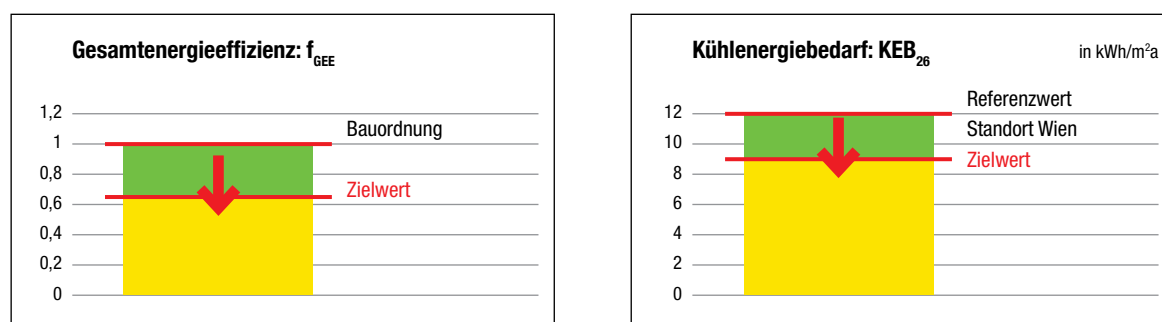 Gesamtenergieeffizienz: fGEE
1,2
1
Bauordnung
0,8
Zielwert
0,6
0,4
0,2
0
Kühlenergiebedarf: KEB26 in kWh/m²a
12
Referenzwert
10
Standort Wien
8
Zielwert
6
4
2
0